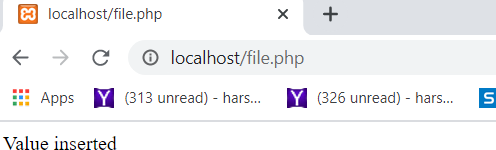 localhost/file.php
localhost/file.php
Apps (313 unread) - hars... (326 unread) - hars...
Value inserted